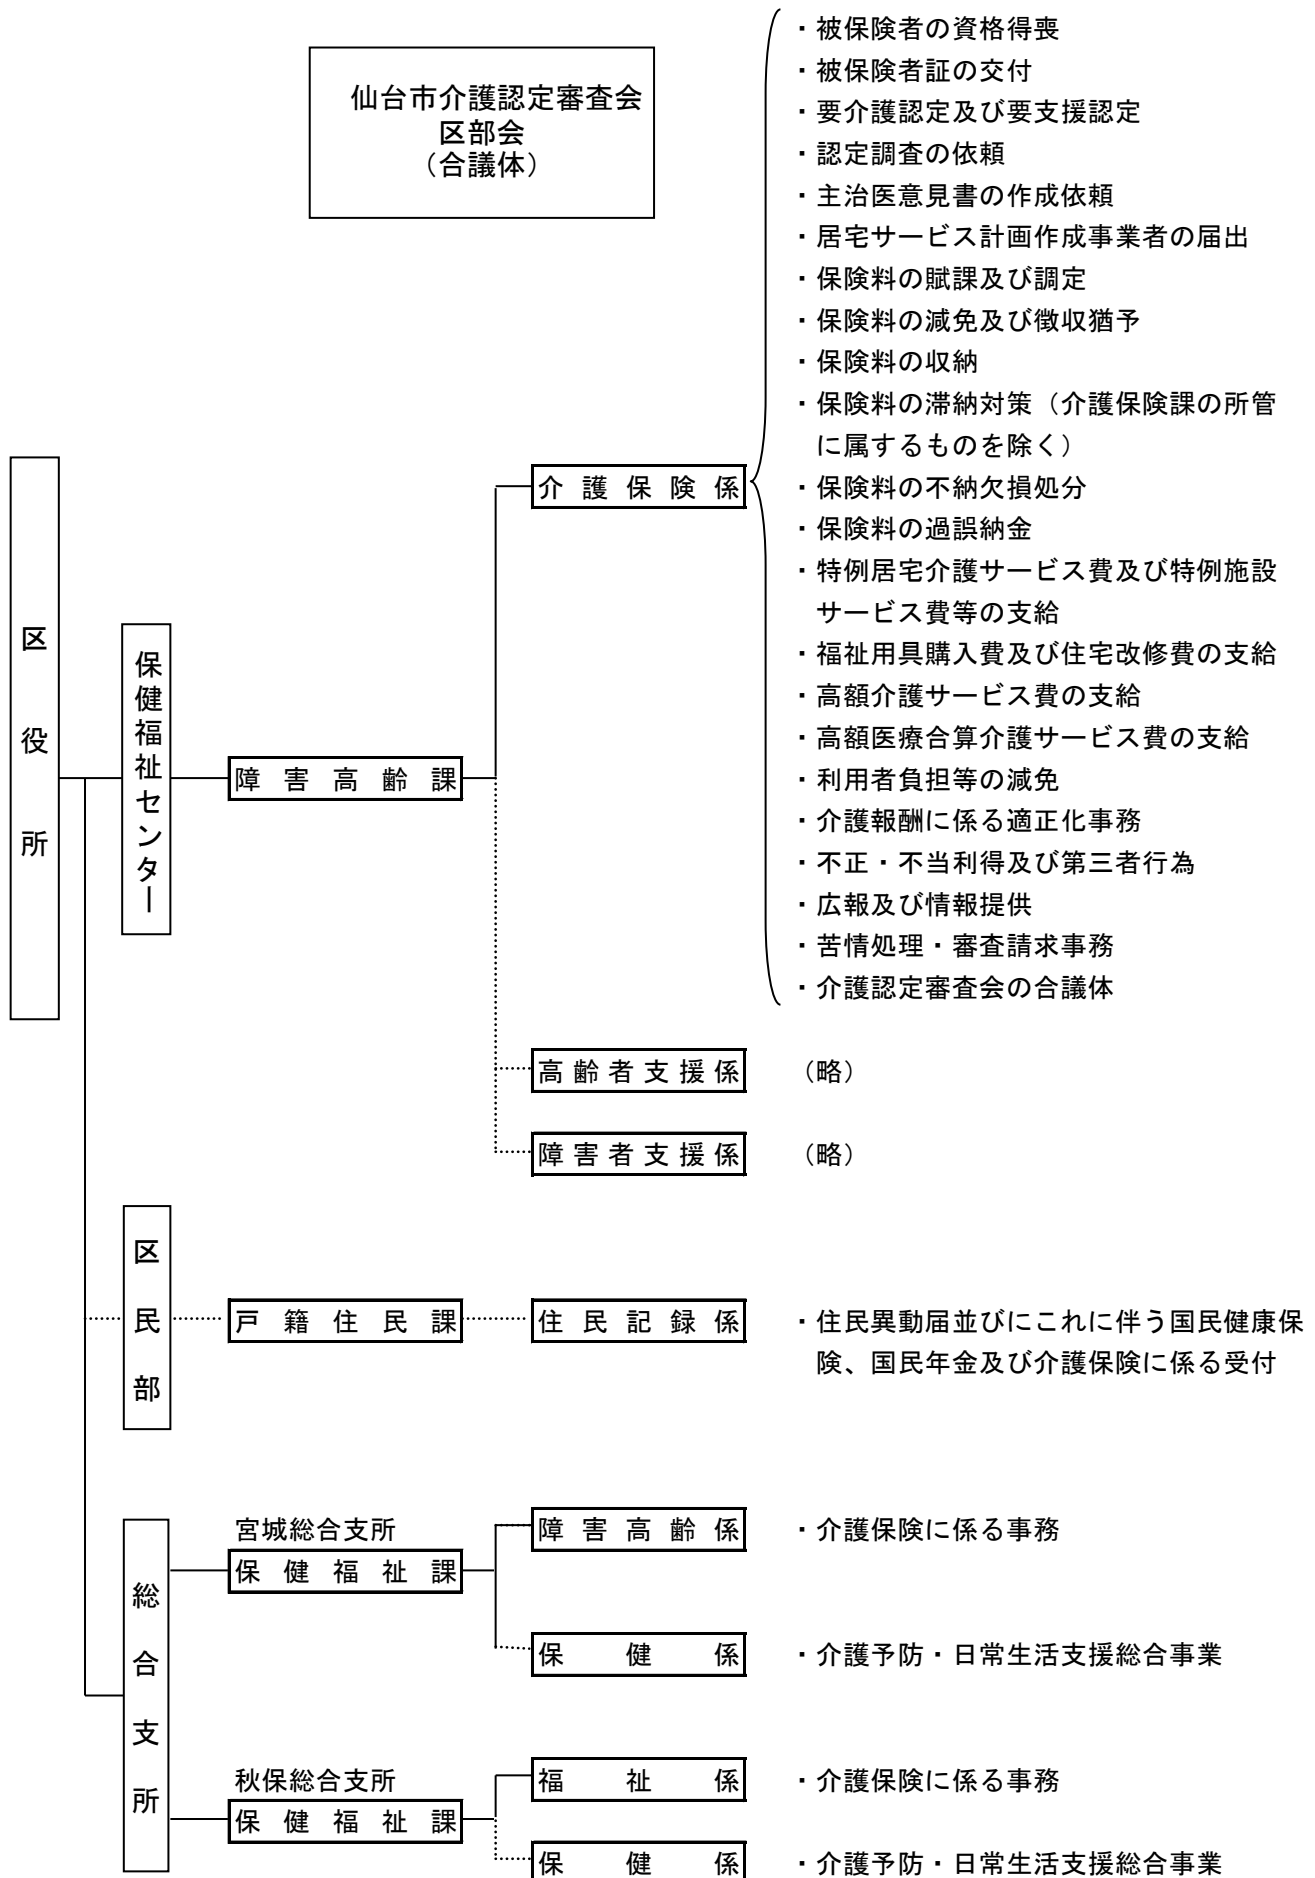 仙台市介護認定審査会
区部会
（合議体）
・被保険者の資格得喪
・被保険者証の交付
・要介護認定及び要支援認定
・認定調査の依頼
・主治医意見書の作成依頼
・居宅サービス計画作成事業者の届出
・保険料の賦課及び調定
・保険料の減免及び徴収猶予
・保険料の収納
・保険料の滞納対策（介護保険課の所管
に属するものを除く）
・保険料の不納欠損処分
・保険料の過誤納金
・特例居宅介護サービス費及び特例施設
サービス費等の支給
・福祉用具購入費及び住宅改修費の支給
・高額介護サービス費の支給
・高額医療合算介護サービス費の支給
・利用者負担等の減免
・介護報酬に係る適正化事務
・不正・不当利得及び第三者行為
・広報及び情報提供
・苦情処理・審査請求事務
・介護認定審査会の合議体
区役所
保健福祉センター
障害高齢課
介護保険係
高齢者支援係
（略）
障害者支援係
（略）
区民部
戸籍住民課
住民記録係
・住民異動届並びにこれに伴う国民健康保
険、国民年金及び介護保険に係る受付
総合支所
宮城総合支所
保健福祉課
障害高齢係
・介護保険に係る事務
保健係
・介護予防・日常生活支援総合事業
秋保総合支所
保健福祉課
福祉係
・介護保険に係る事務
保健係
・介護予防・日常生活支援総合事業